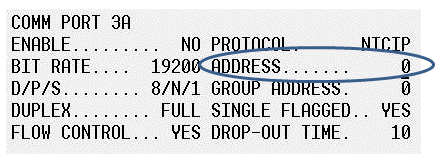 COMM PORT 3A
ENABLE......... NO PROTOCOL. NTCIP
BIT RATE.... 19200 ADDRESS....... 0
D/P/S........ 8/N/1 GROUP ADDRESS. 0
DUPLEX........ FULL SINGLE FLAGGED.. YES
FLOW CONTROL... YES DROP-OUT TIME. 10